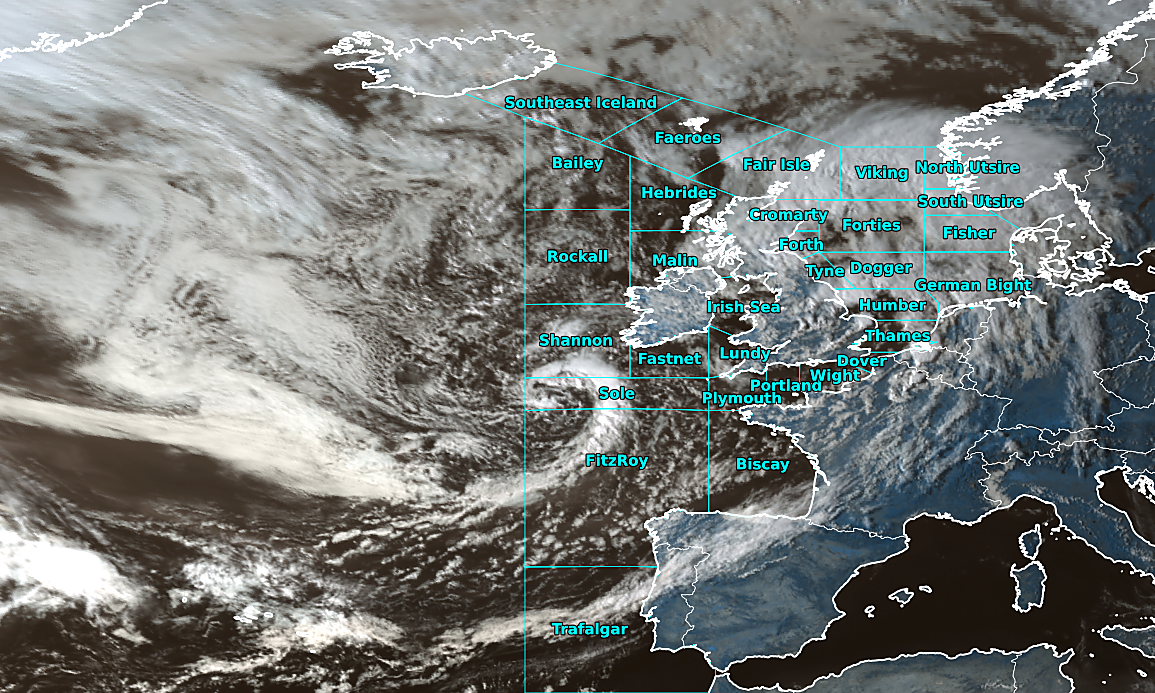 Southeast Iceland
Faeroes
Bailey
Fair Isle
Viking
North Utsire
Hebrides
South Utsire
Cromarty
Forties
Fisher
Forth
Rockall
Malin
Tyne
Dogger
German Bight
Irish Sea
Humber
Thames
Shannon
Fastnet
Lundy
Dover
Wight
Portland
Sole
Plymouth
FitzRoy
Biscay
Trafalgar